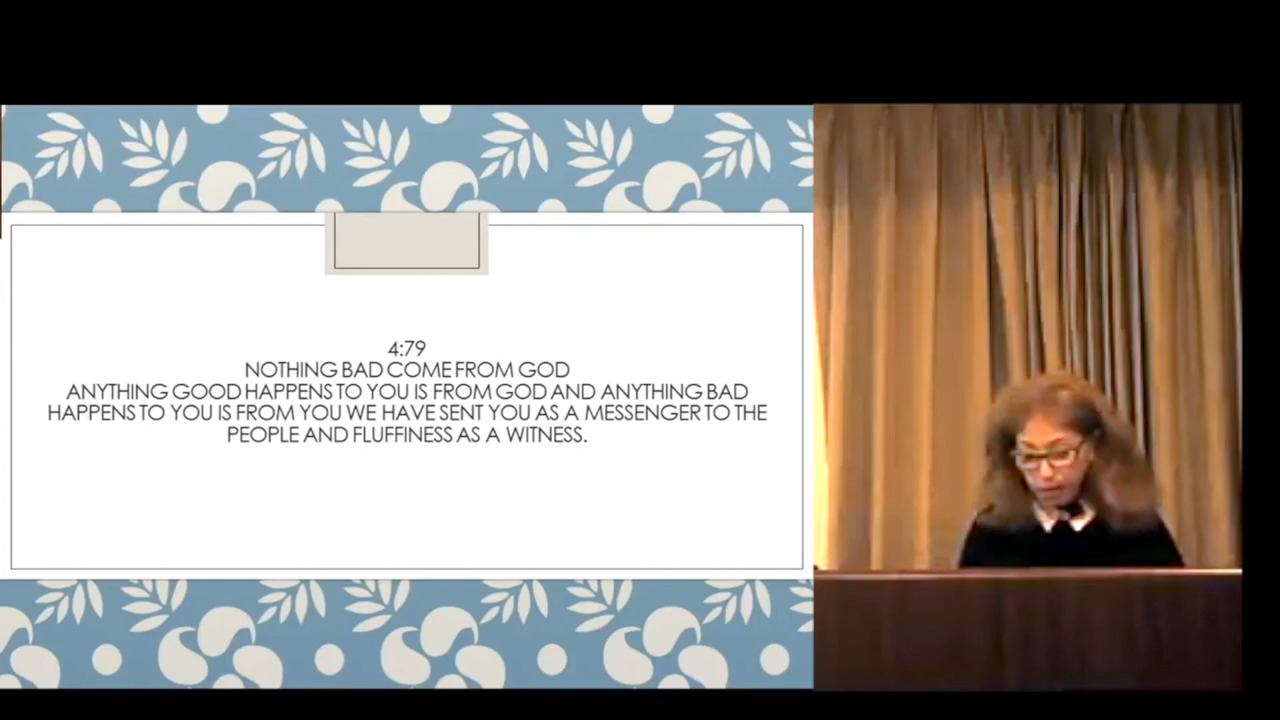 4:79
NOTHING BAD COME FROM GOD
ANYTHING GOOD HAPPENS TO YOU IS FROM GOD AND ANYTHING BAD
HAPPENS TO YOU IS FROM YOU WE HAVE SENT YOU AS A MESSENGER TO THE
PEOPLE AND FLUFFINESS AS A WITNESS.